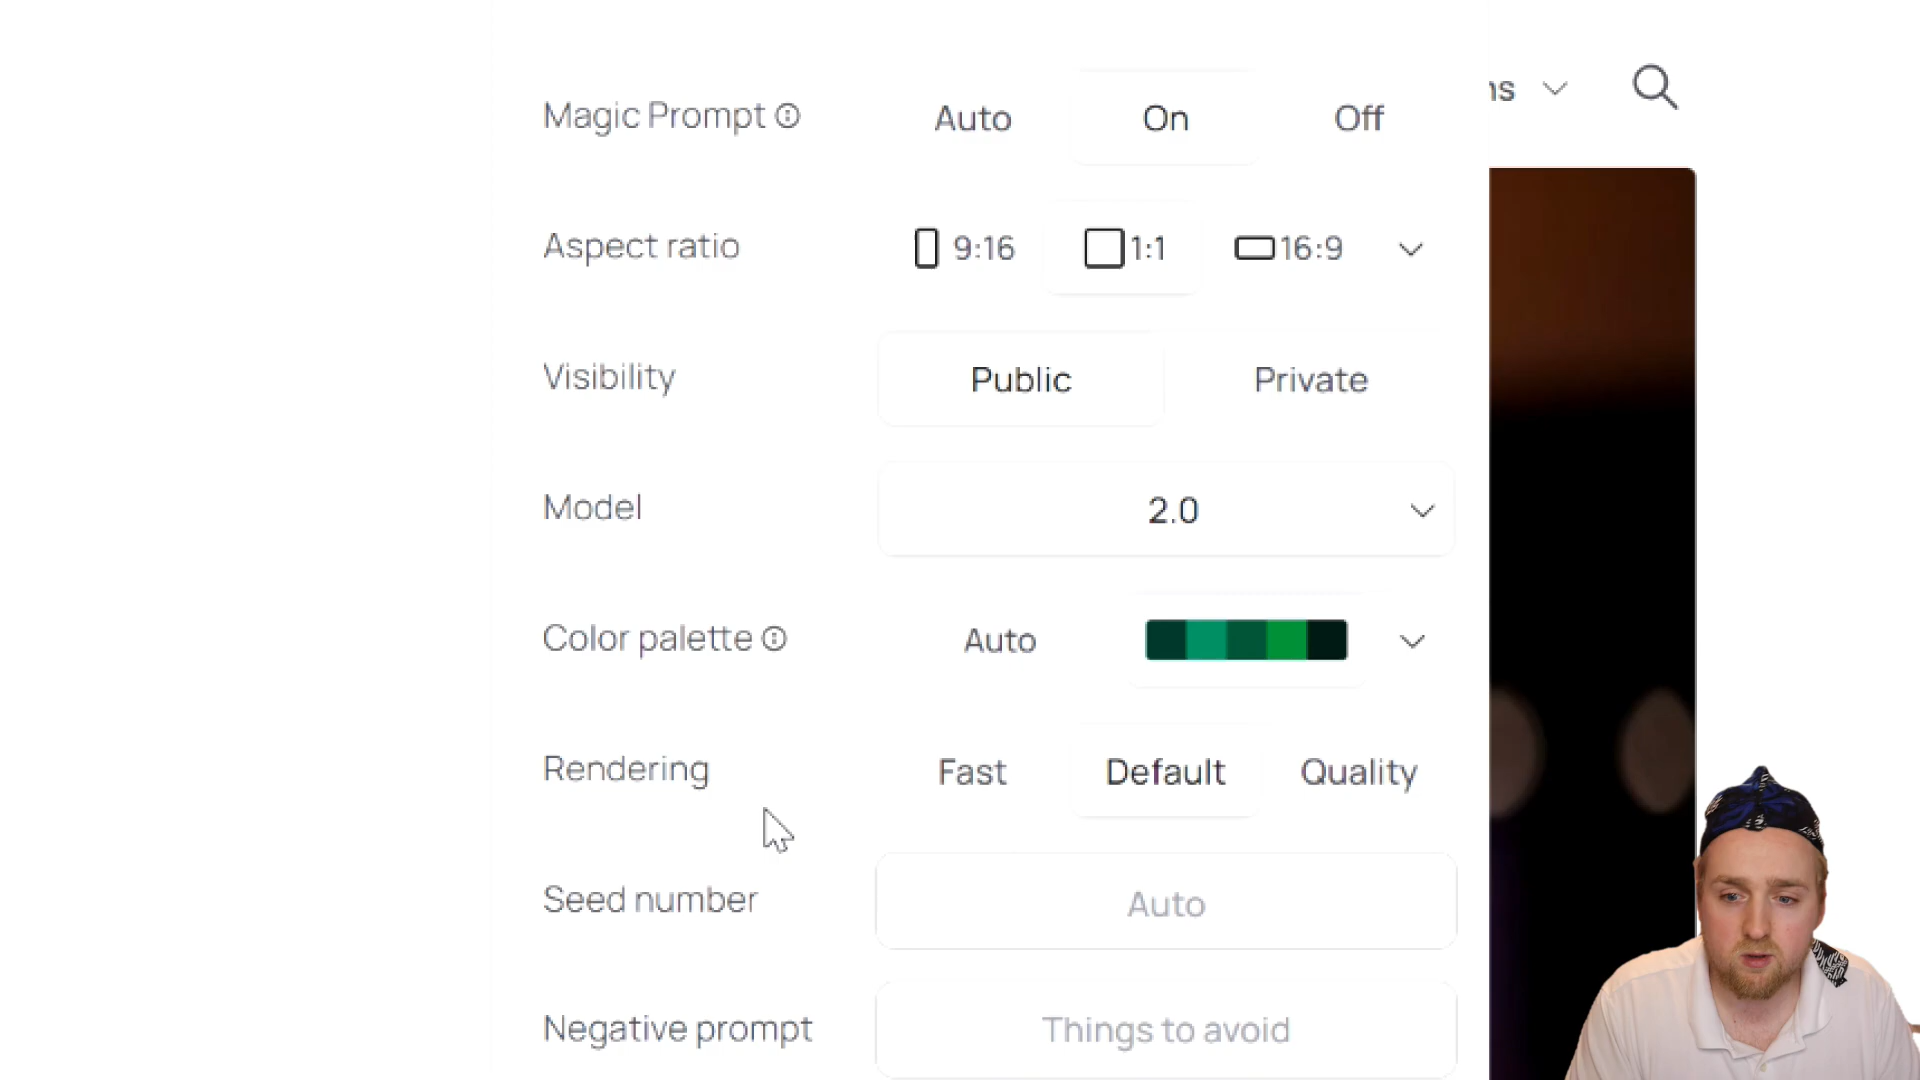 Magic Prompt Auto On Off
ns
Aspect ratio 9:16 1:1 16:9
Visibility Public Private
Model 2.0
Color palette Auto
Rendering Fast Default Quality
Seed number Auto
Negative prompt Things to avoid